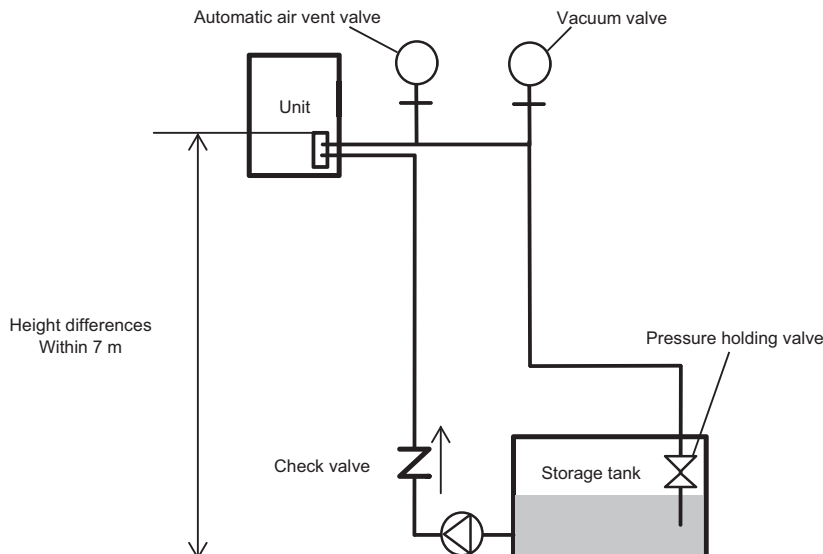 Automatic air vent valve
Vacuum valve
Unit
Height differences
Within 7 m
Pressure holding valve
Check valve
Storage tank